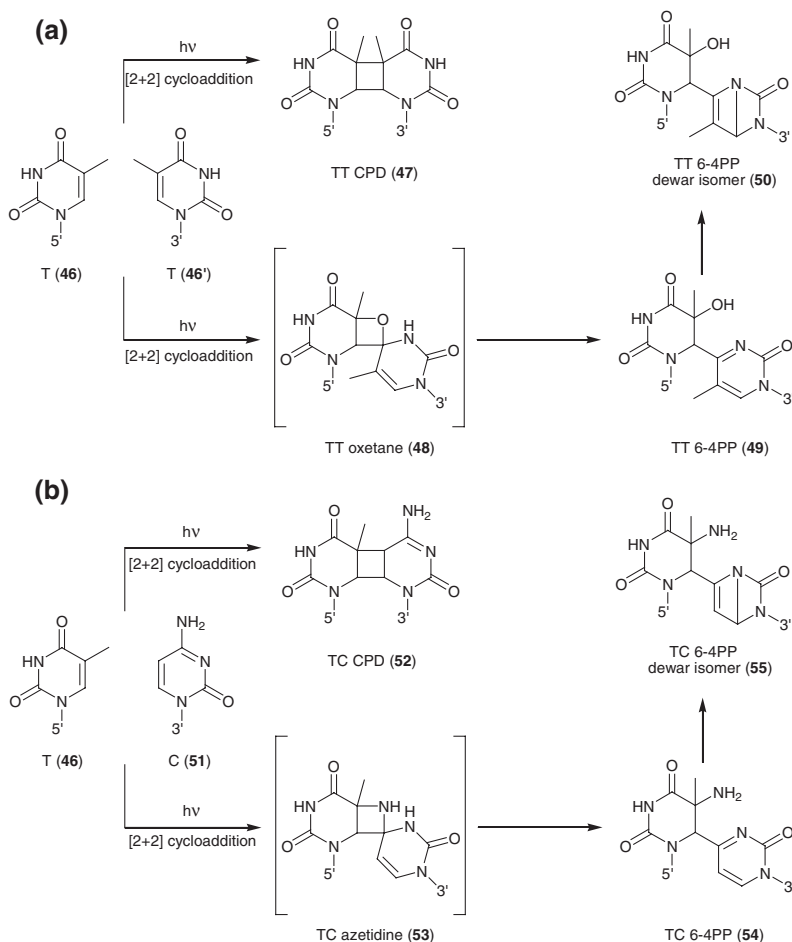 (a)
hν
[2+2] cycloaddition
O
O
HN
NH
O
N
N
O
5'
3'
TT CPD (47)
O
HN
O
N
5'
T (46)
O
NH
N
O
3'
T (46')
hν
[2+2] cycloaddition
O
HN
O
H
N
O
N
O
5'
N
3'
TT oxetane (48)
O
OH
HN
N
O
N
O
5'
N
3'
TT 6-4PP
dewar isomer (50)
O
OH
HN
N
O
O
N
5'
N
3'
TT 6-4PP (49)
(b)
hν
[2+2] cycloaddition
O
NH2
HN
N
O
N
N
O
5'
3'
TC CPD (52)
O
HN
O
N
5'
T (46)
NH2
N
N
O
3'
C (51)
hν
[2+2] cycloaddition
O
HN
NH
H
N
O
N
O
5'
N
3'
TC azetidine (53)
O
NH2
HN
N
O
N
O
5'
N
3'
TC 6-4PP
dewar isomer (55)
O
NH2
HN
N
O
N
O
5'
N
3'
TC 6-4PP (54)